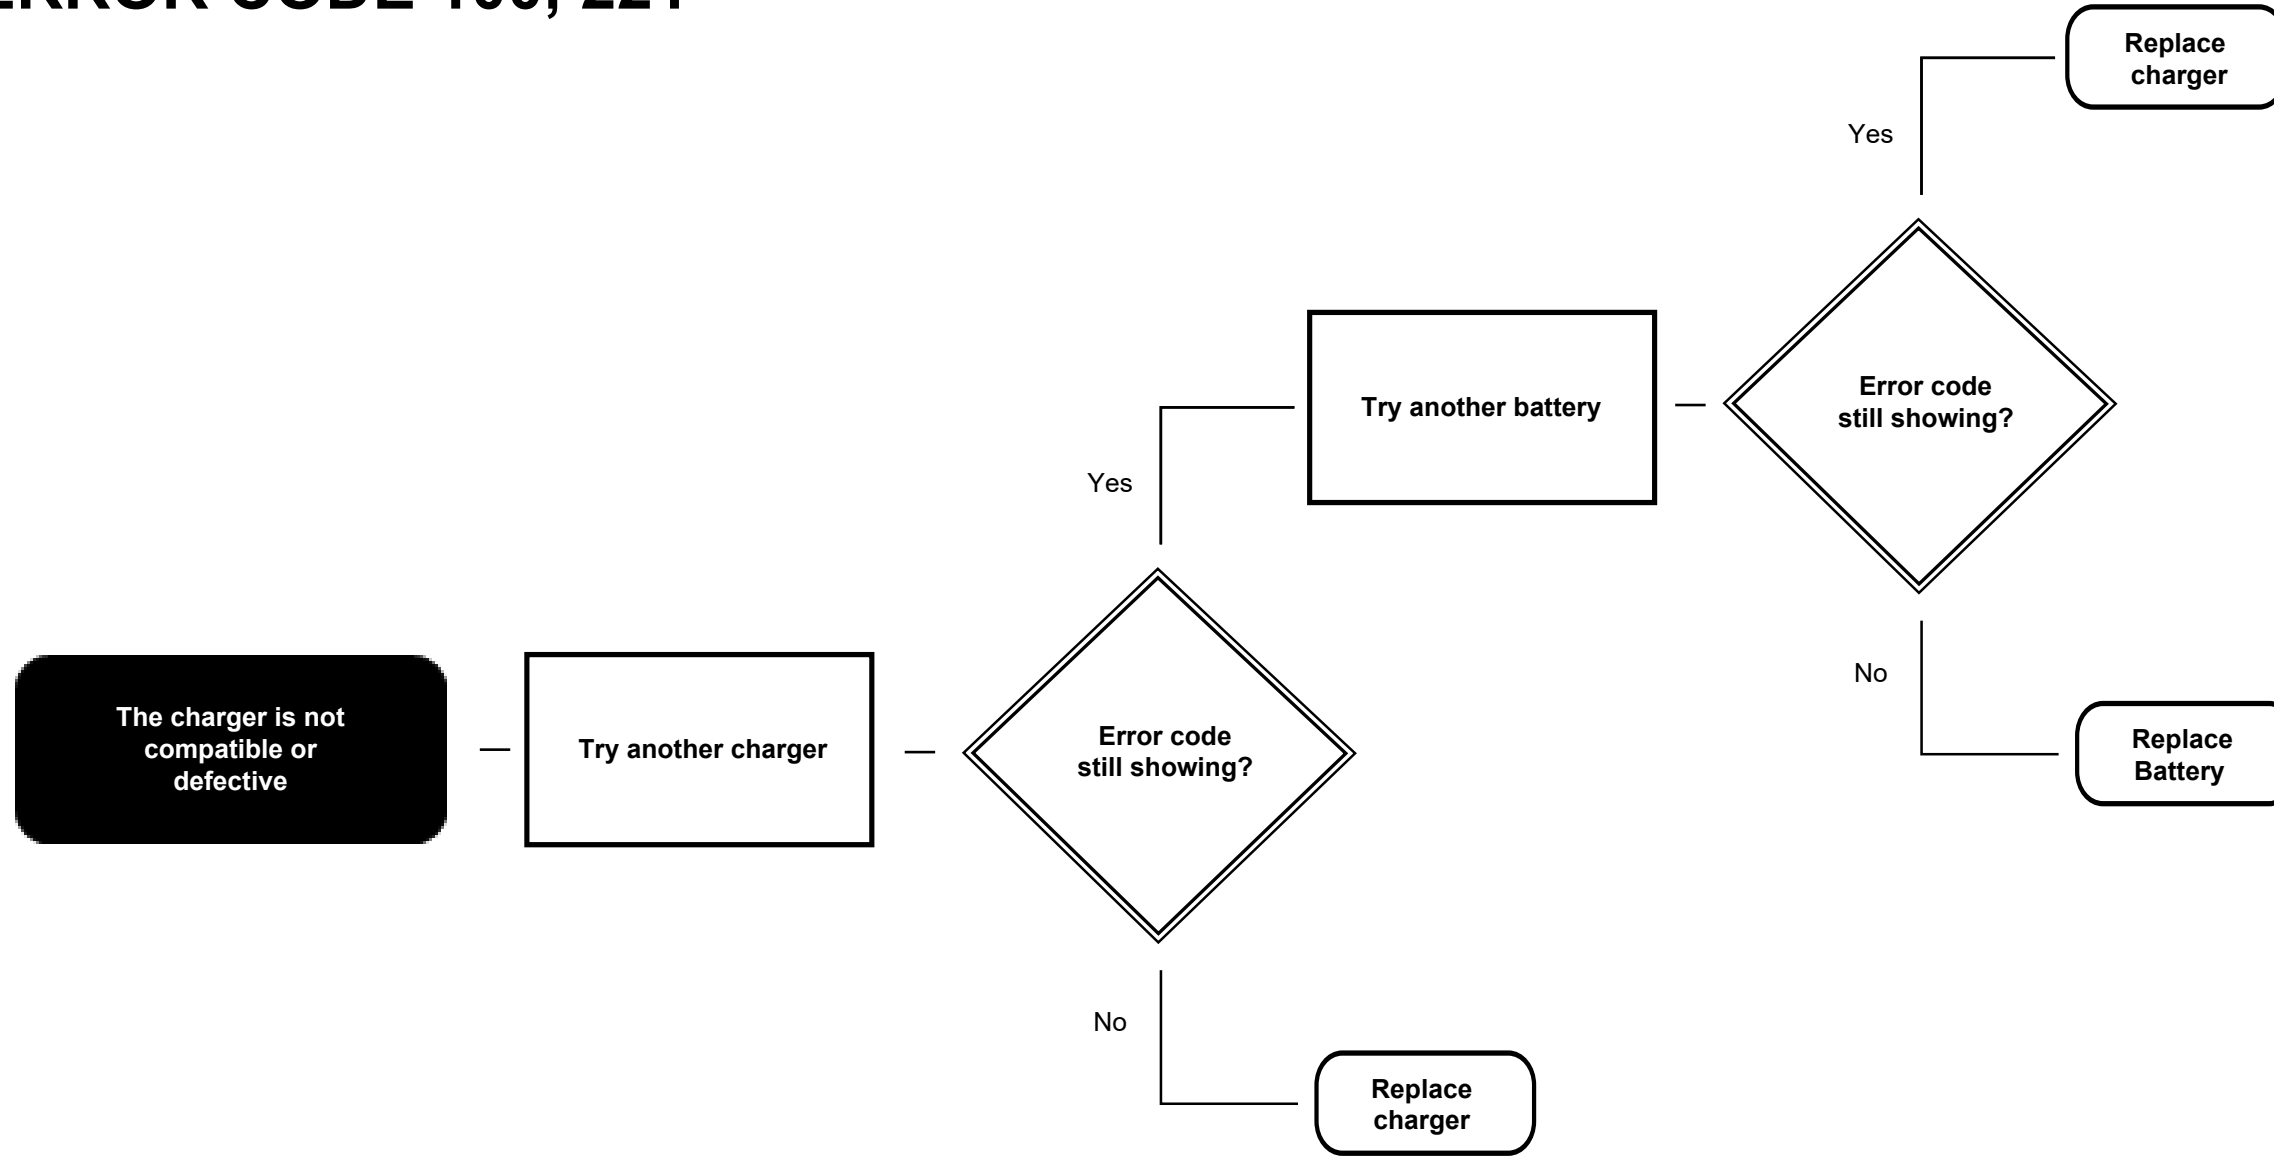 Replace
charger
Yes
Error code
still showing?
Try another battery
Yes
No
Replace
Battery
The charger is not
compatible or
defective
Try another charger
Error code
still showing?
No
Replace
charger